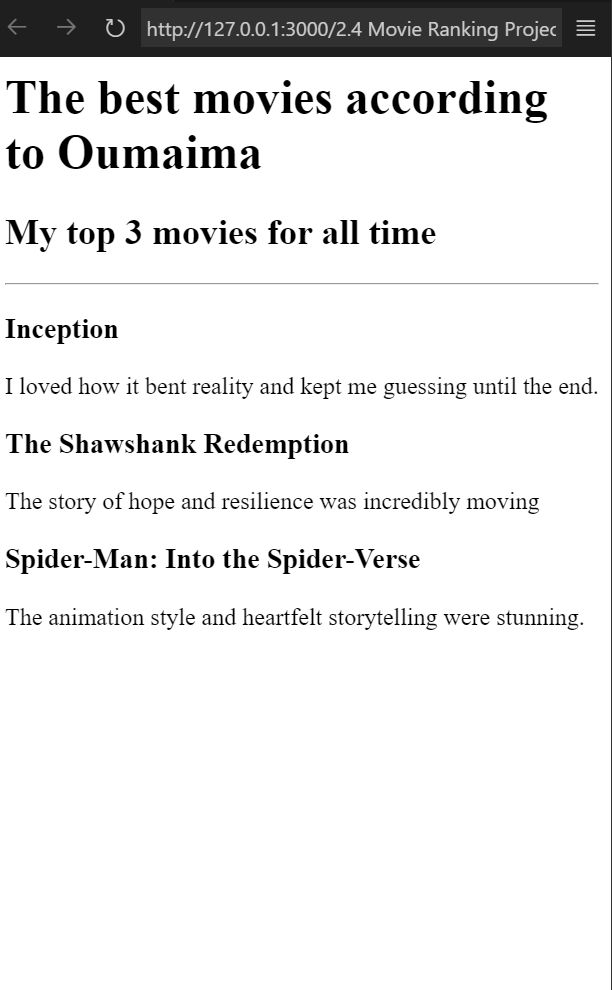 http://127.0.0.1:3000/2.4 Movie Ranking Projec
The best movies according
to Oumaima
My top 3 movies for all time
Inception
I loved how it bent reality and kept me guessing until the end.
The Shawshank Redemption
The story of hope and resilience was incredibly moving
Spider-Man: Into the Spider-Verse
The animation style and heartfelt storytelling were stunning.